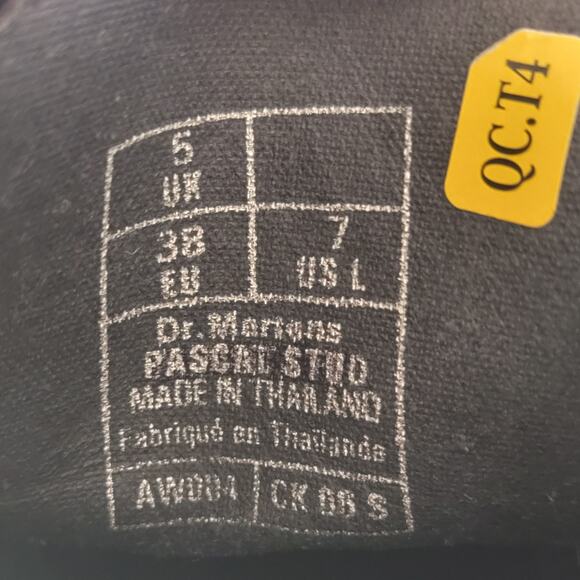 QC.T4
5
UK
38 7
EU US L
Dr. Martens
PASCAL STUD
MADE IN THAILAND
Fabriqué en Thaïlande
AW004 CK 06 S